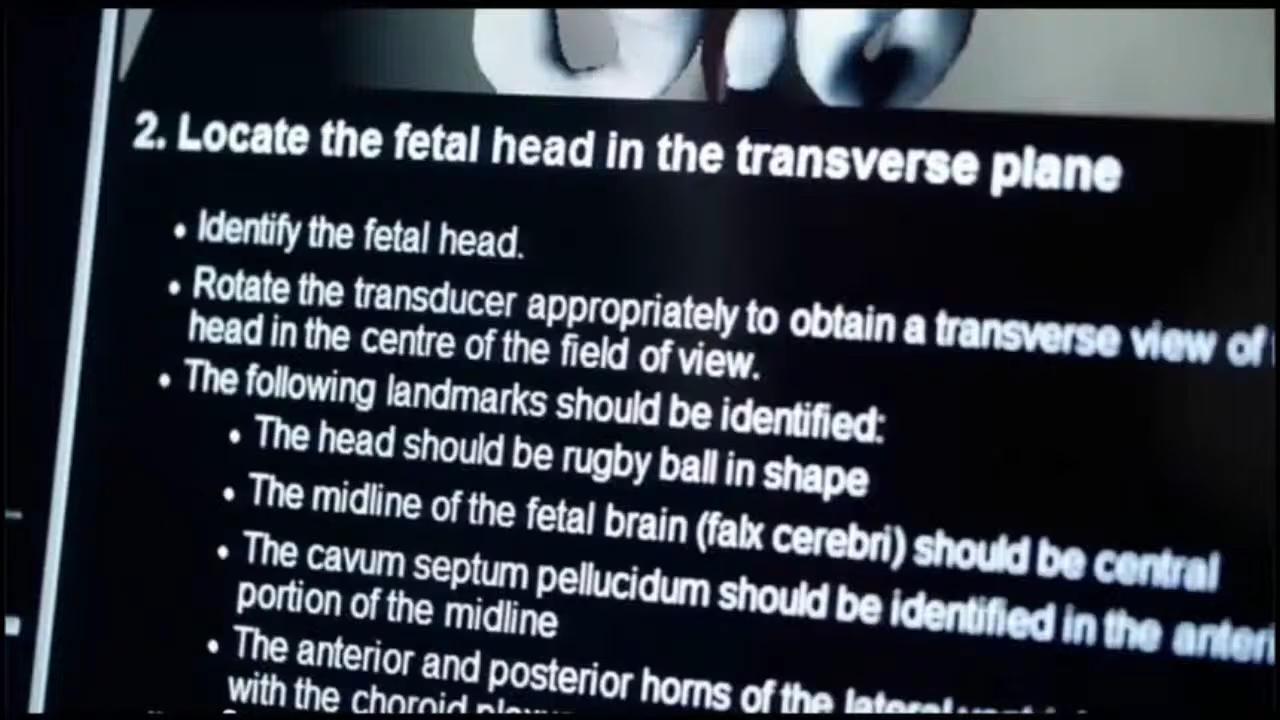 2. Locate the fetal head in the transverse plane
• Identify the fetal head.
• Rotate the transducer appropriately to obtain a transverse view of
head in the centre of the field of view.
• The following landmarks should be identified:
• The head should be rugby ball in shape
• The midline of the fetal brain (falx cerebri) should be central
• The cavum septum pellucidum should be identified in the
portion of the midline
• The anterior and posterior horns of the
with the choroid